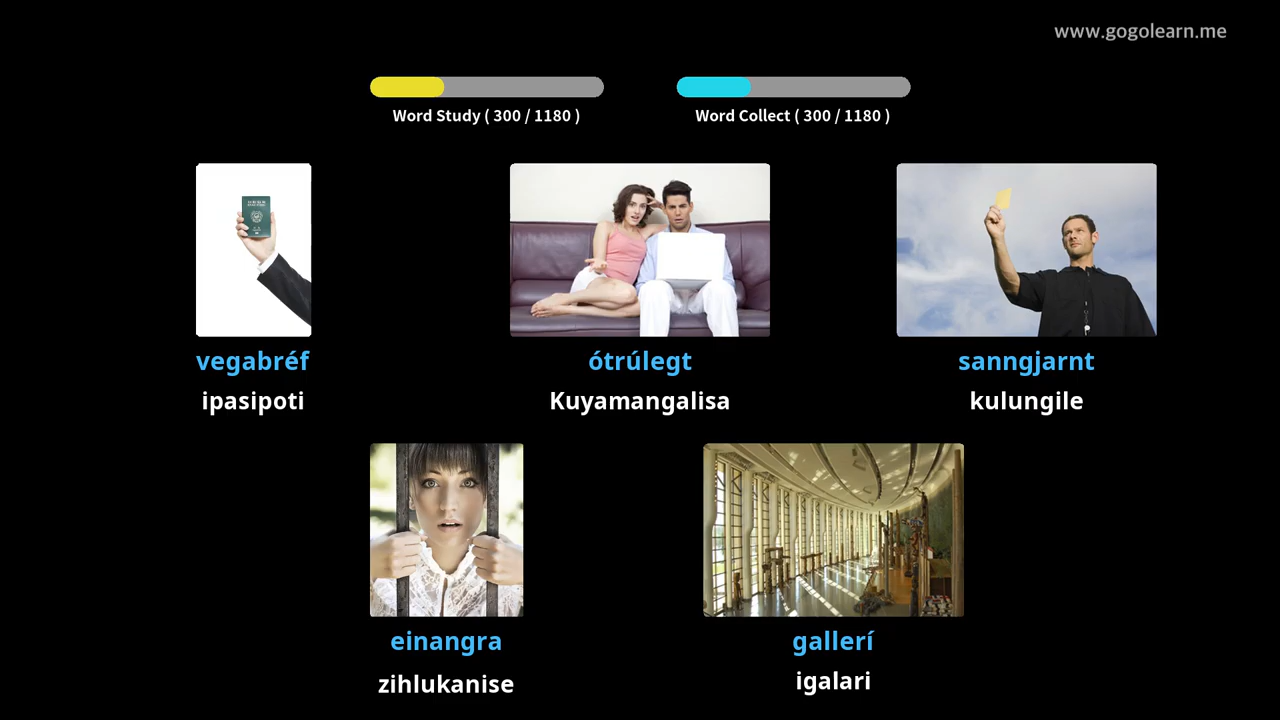 www.gogolearn.me
Word Study ( 300 / 1180 )
Word Collect ( 300 / 1180 )
vegabréf
ipasipoti
ótrúlegt
Kuyamangalisa
sanngjarnt
kulungile
einangra
zihlukanise
gallerí
igalari